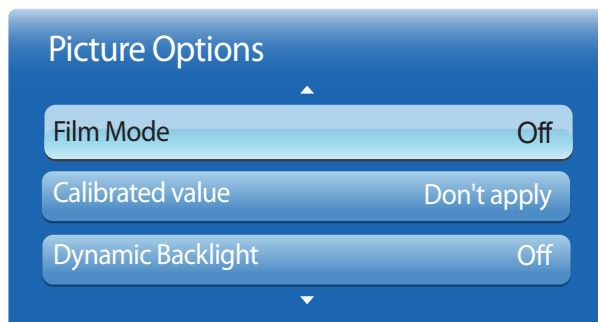 Picture Options
Film Mode Off
Calibrated value Don't apply
Dynamic Backlight Off